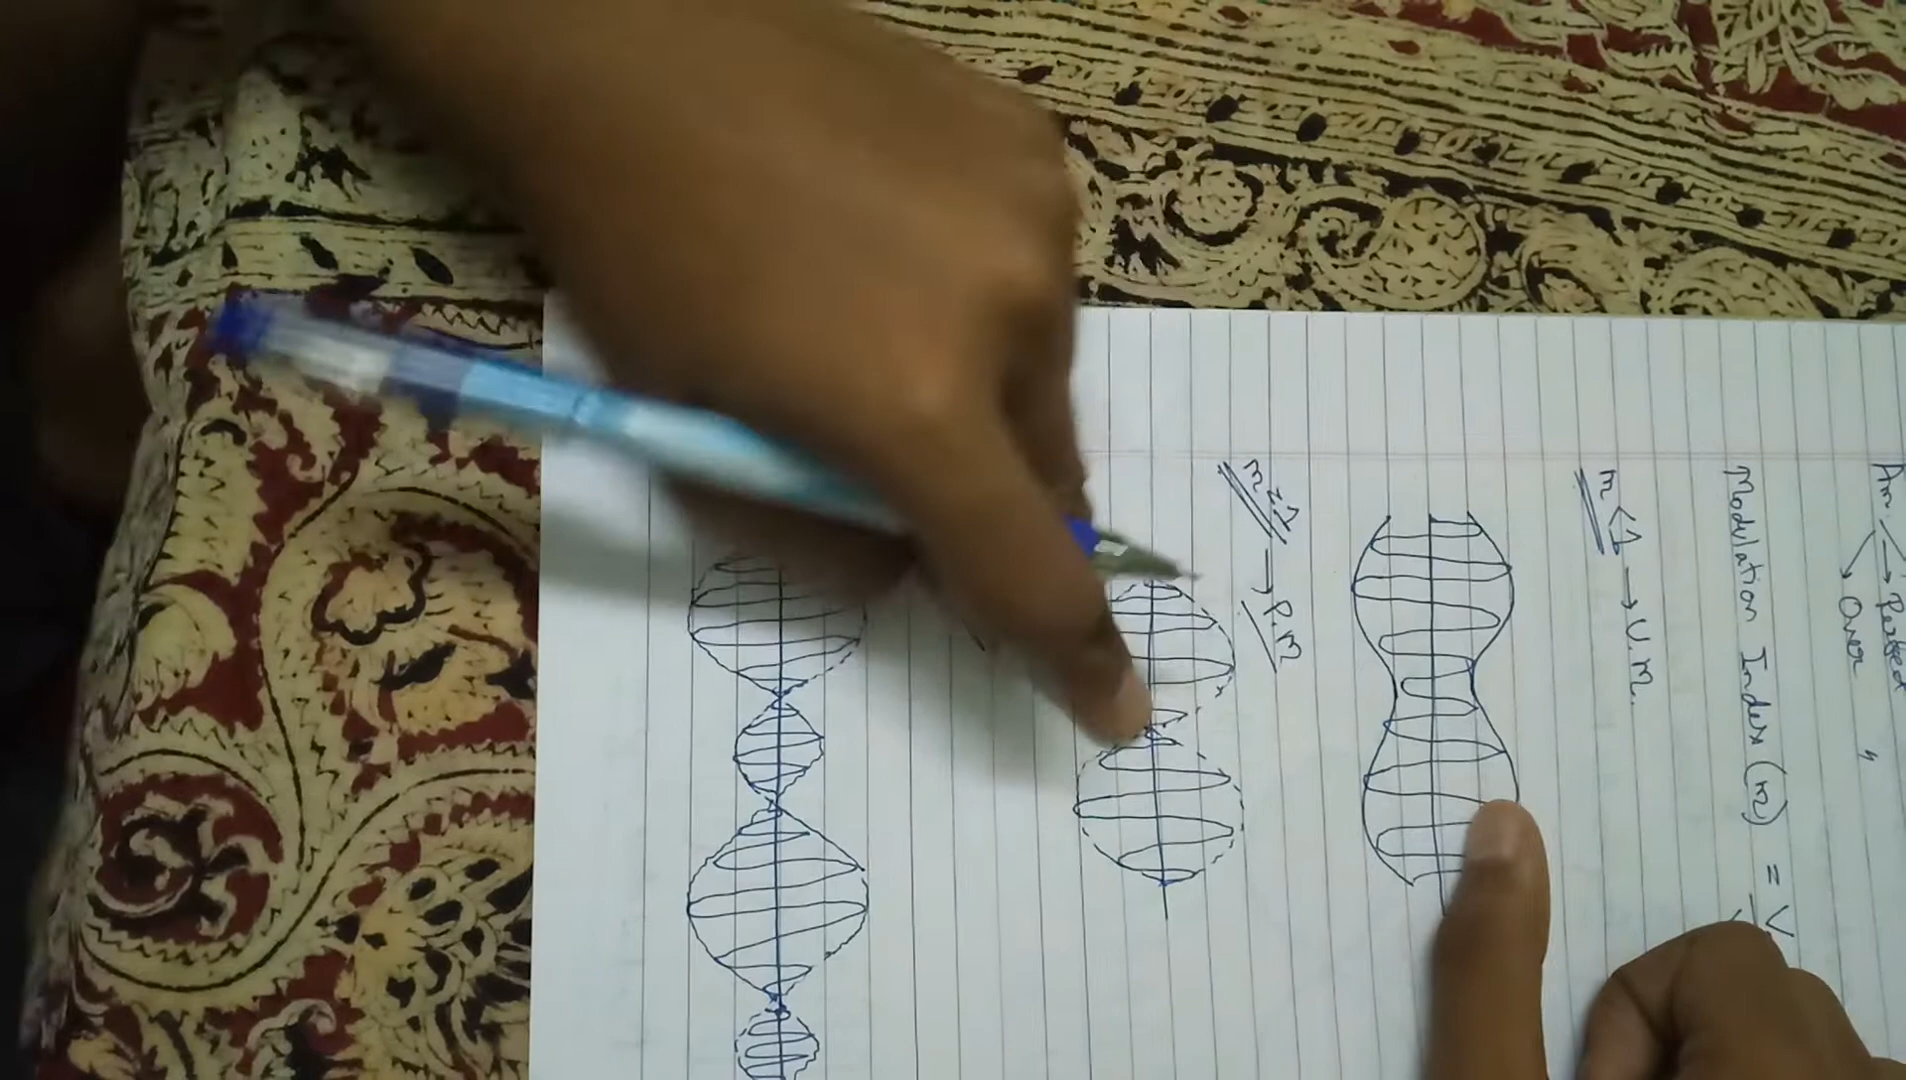 Am. → Perfect
→ Over "
Modulation Index (m) = V
m<1 → U.m.
m=1 → P.m